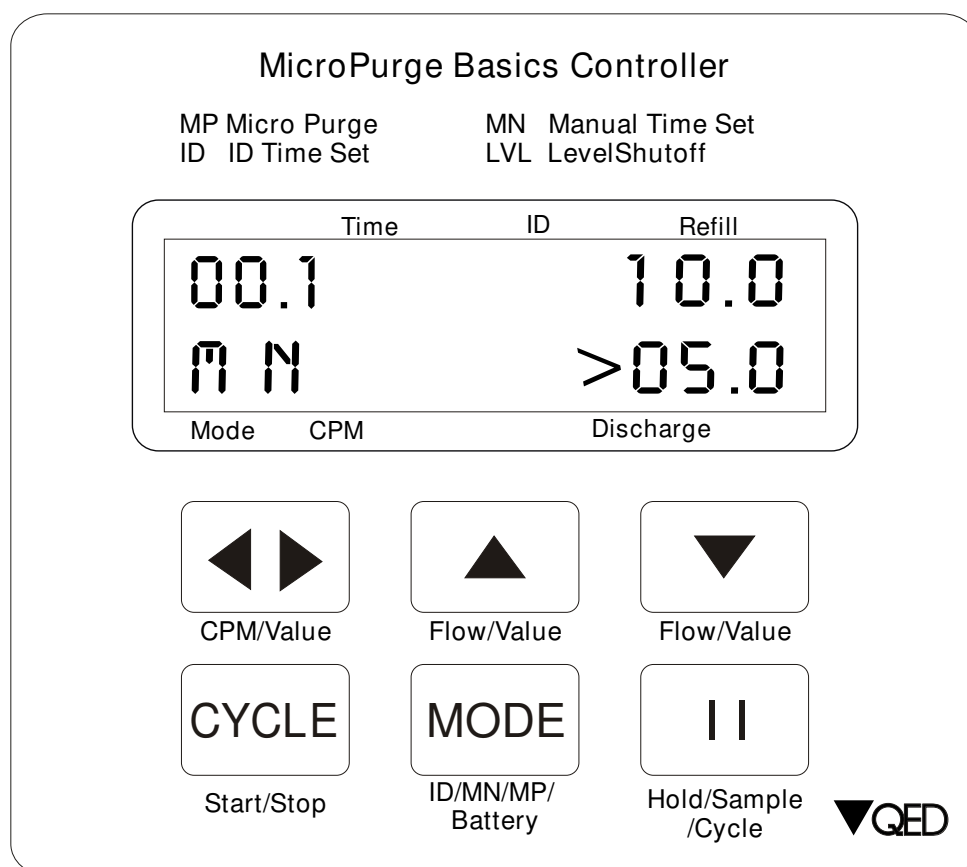 MicroPurge Basics Controller
MP Micro Purge MN Manual Time Set
ID ID Time Set LVL LevelShutoff
Time ID Refill
00.1 10.0
MN >05.0
Mode CPM Discharge
CPM/Value Flow/Value Flow/Value
CYCLE MODE
Start/Stop ID/MN/MP/ Hold/Sample
Battery /Cycle
QED